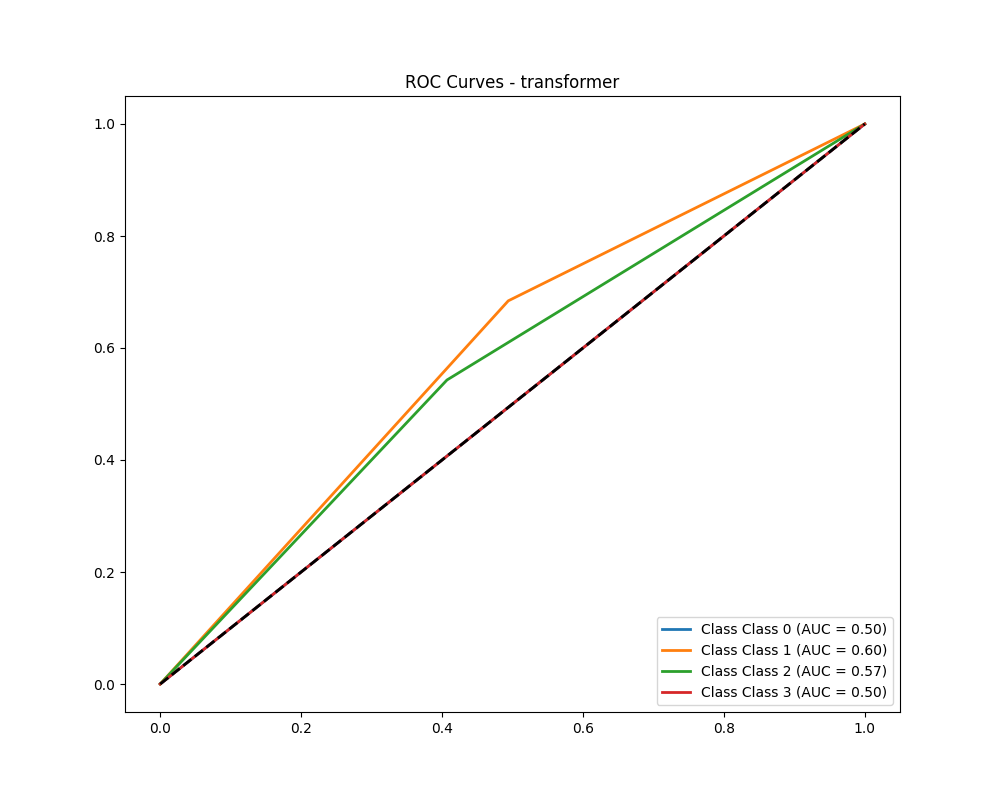 ROC Curves - transformer
1.0
0.8
0.6
0.4
0.2
0.0
0.0 0.2 0.4 0.6 0.8 1.0
Class Class 0 (AUC = 0.50)
Class Class 1 (AUC = 0.60)
Class Class 2 (AUC = 0.57)
Class Class 3 (AUC = 0.50)